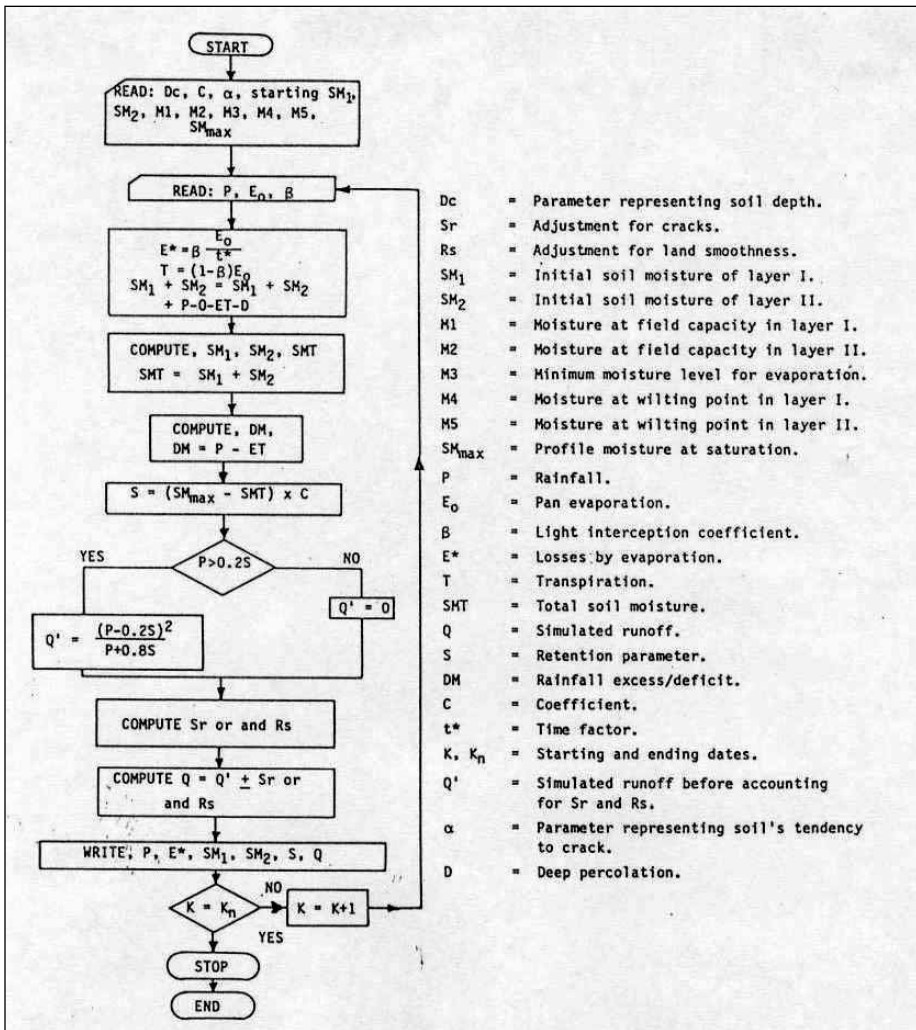 START
READ: Dc, C, α, starting SM₁,
SM₂, M1, M2, M3, M4, M5,
SMmax
READ: P, Eₒ, β
E* = β Eₒ/t*
T = (1-β)Eₒ
SM₁ + SM₂ = SM₁ + SM₂
+ P-O-ET-D
COMPUTE, SM₁, SM₂, SMT
SMT = SM₁ + SM₂
COMPUTE, DM,
DM = P - ET
S = (SMmax - SMT) x C
YES
P>0.2S
NO
Q' = (P-0.2S)²/P+0.8S
Q' = 0
COMPUTE Sr or and Rs
COMPUTE Q = Q' ± Sr or
and Rs
WRITE, P, E*, SM₁, SM₂, S, Q
K = Kn
NO
K = K+1
YES
STOP
END
Dc = Parameter representing soil depth.
Sr = Adjustment for cracks.
Rs = Adjustment for land smoothness.
SM₁ = Initial soil moisture of layer I.
SM₂ = Initial soil moisture of layer II.
M1 = Moisture at field capacity in layer I.
M2 = Moisture at field capacity in layer II.
M3 = Minimum moisture level for evaporation.
M4 = Moisture at wilting point in layer I.
M5 = Moisture at wilting point in layer II.
SMmax = Profile moisture at saturation.
P = Rainfall.
Eₒ = Pan evaporation.
β = Light interception coefficient.
E* = Losses by evaporation.
T = Transpiration.
SMT = Total soil moisture.
Q = Simulated runoff.
S = Retention parameter.
DM = Rainfall excess/deficit.
C = Coefficient.
t* = Time factor.
K, Kn = Starting and ending dates.
Q' = Simulated runoff before accounting
for Sr and Rs.
α = Parameter representing soil's tendency
to crack.
D = Deep percolation.